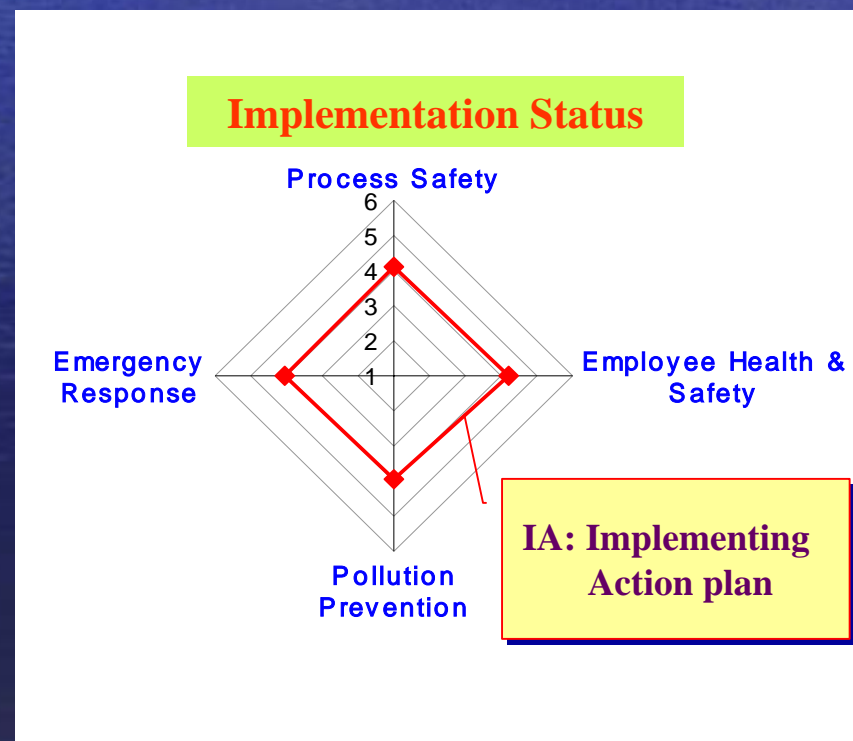 Implementation Status
Process Safety
6
5
4
3
2
1
Emergency
Response
Employee Health &
Safety
Pollution
Prevention
IA: Implementing
Action plan